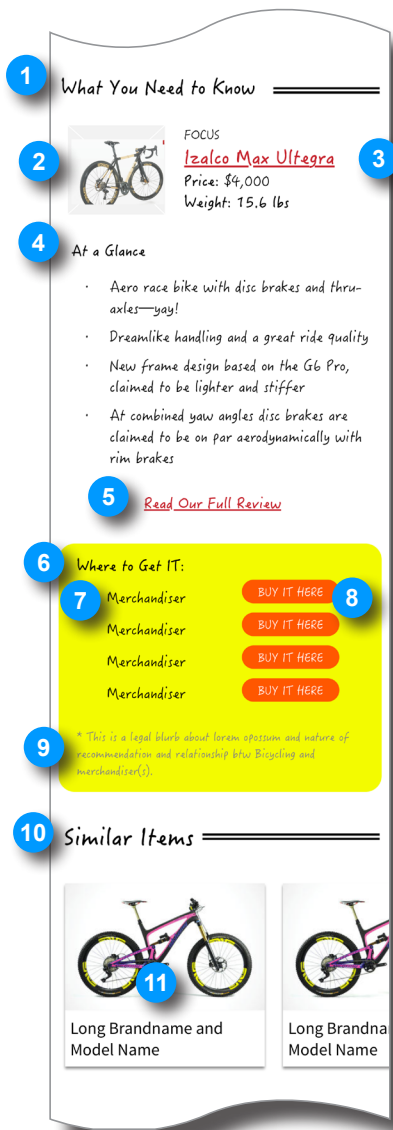 1
What You Need to Know
2
FOCUS
Izalco Max Ultegra
3
Price: $4,000
Weight: 15.6 lbs
4
At a Glance
· Aero race bike with disc brakes and thru-
axles—yay!
· Dreamlike handling and a great ride quality
· New frame design based on the G6 Pro,
claimed to be lighter and stiffer
· At combined yaw angles disc brakes are
claimed to be on par aerodynamically with
rim brakes
5
Read Our Full Review
6
Where to Get IT:
7
Merchandiser BUY IT HERE
8
Merchandiser BUY IT HERE
Merchandiser BUY IT HERE
Merchandiser BUY IT HERE
9
* This is a legal blurb about lorem opossum and nature of
recommendation and relationship btw Bicycling and
merchandiser(s).
10
Similar Items
11
Long Brandname and
Model Name
Long Brandna
Model Name